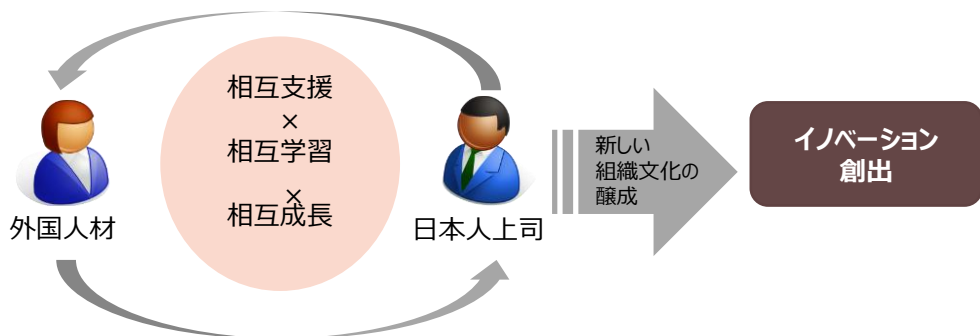 相互支援
×
相互学習
×
相互成長
外国人材
日本人上司
新しい
組織文化の
醸成
イノベーション
創出